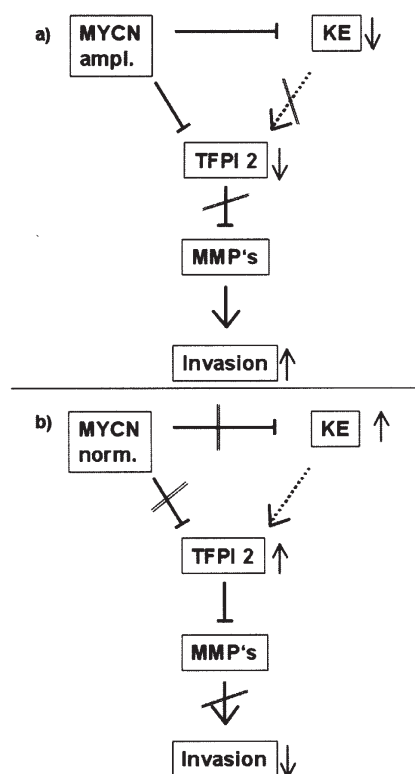 a)
MYCN
ampl.
KE
TFPI 2
MMP's
Invasion
b)
MYCN
norm.
KE
TFPI 2
MMP's
Invasion